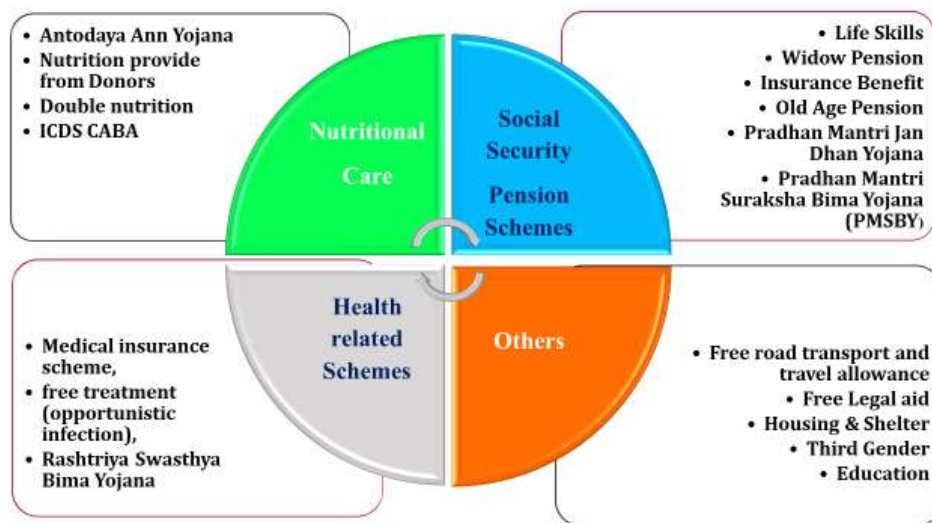 • Antodaya Ann Yojana
• Nutrition provide
from Donors
• Double nutrition
• ICDS CABA
Nutritional
Care
Social
Security
Pension
Schemes
• Life Skills
• Widow Pension
• Insurance Benefit
• Old Age Pension
• Pradhan Mantri Jan
Dhan Yojana
• Pradhan Mantri
Suraksha Bima Yojana
(PMSBY)
• Medical insurance
scheme,
• free treatment
(opportunistic
infection),
• Rashtriya Swasthya
Bima Yojana
Health
related
Schemes
Others
• Free road transport and
travel allowance
• Free Legal aid
• Housing & Shelter
• Third Gender
• Education